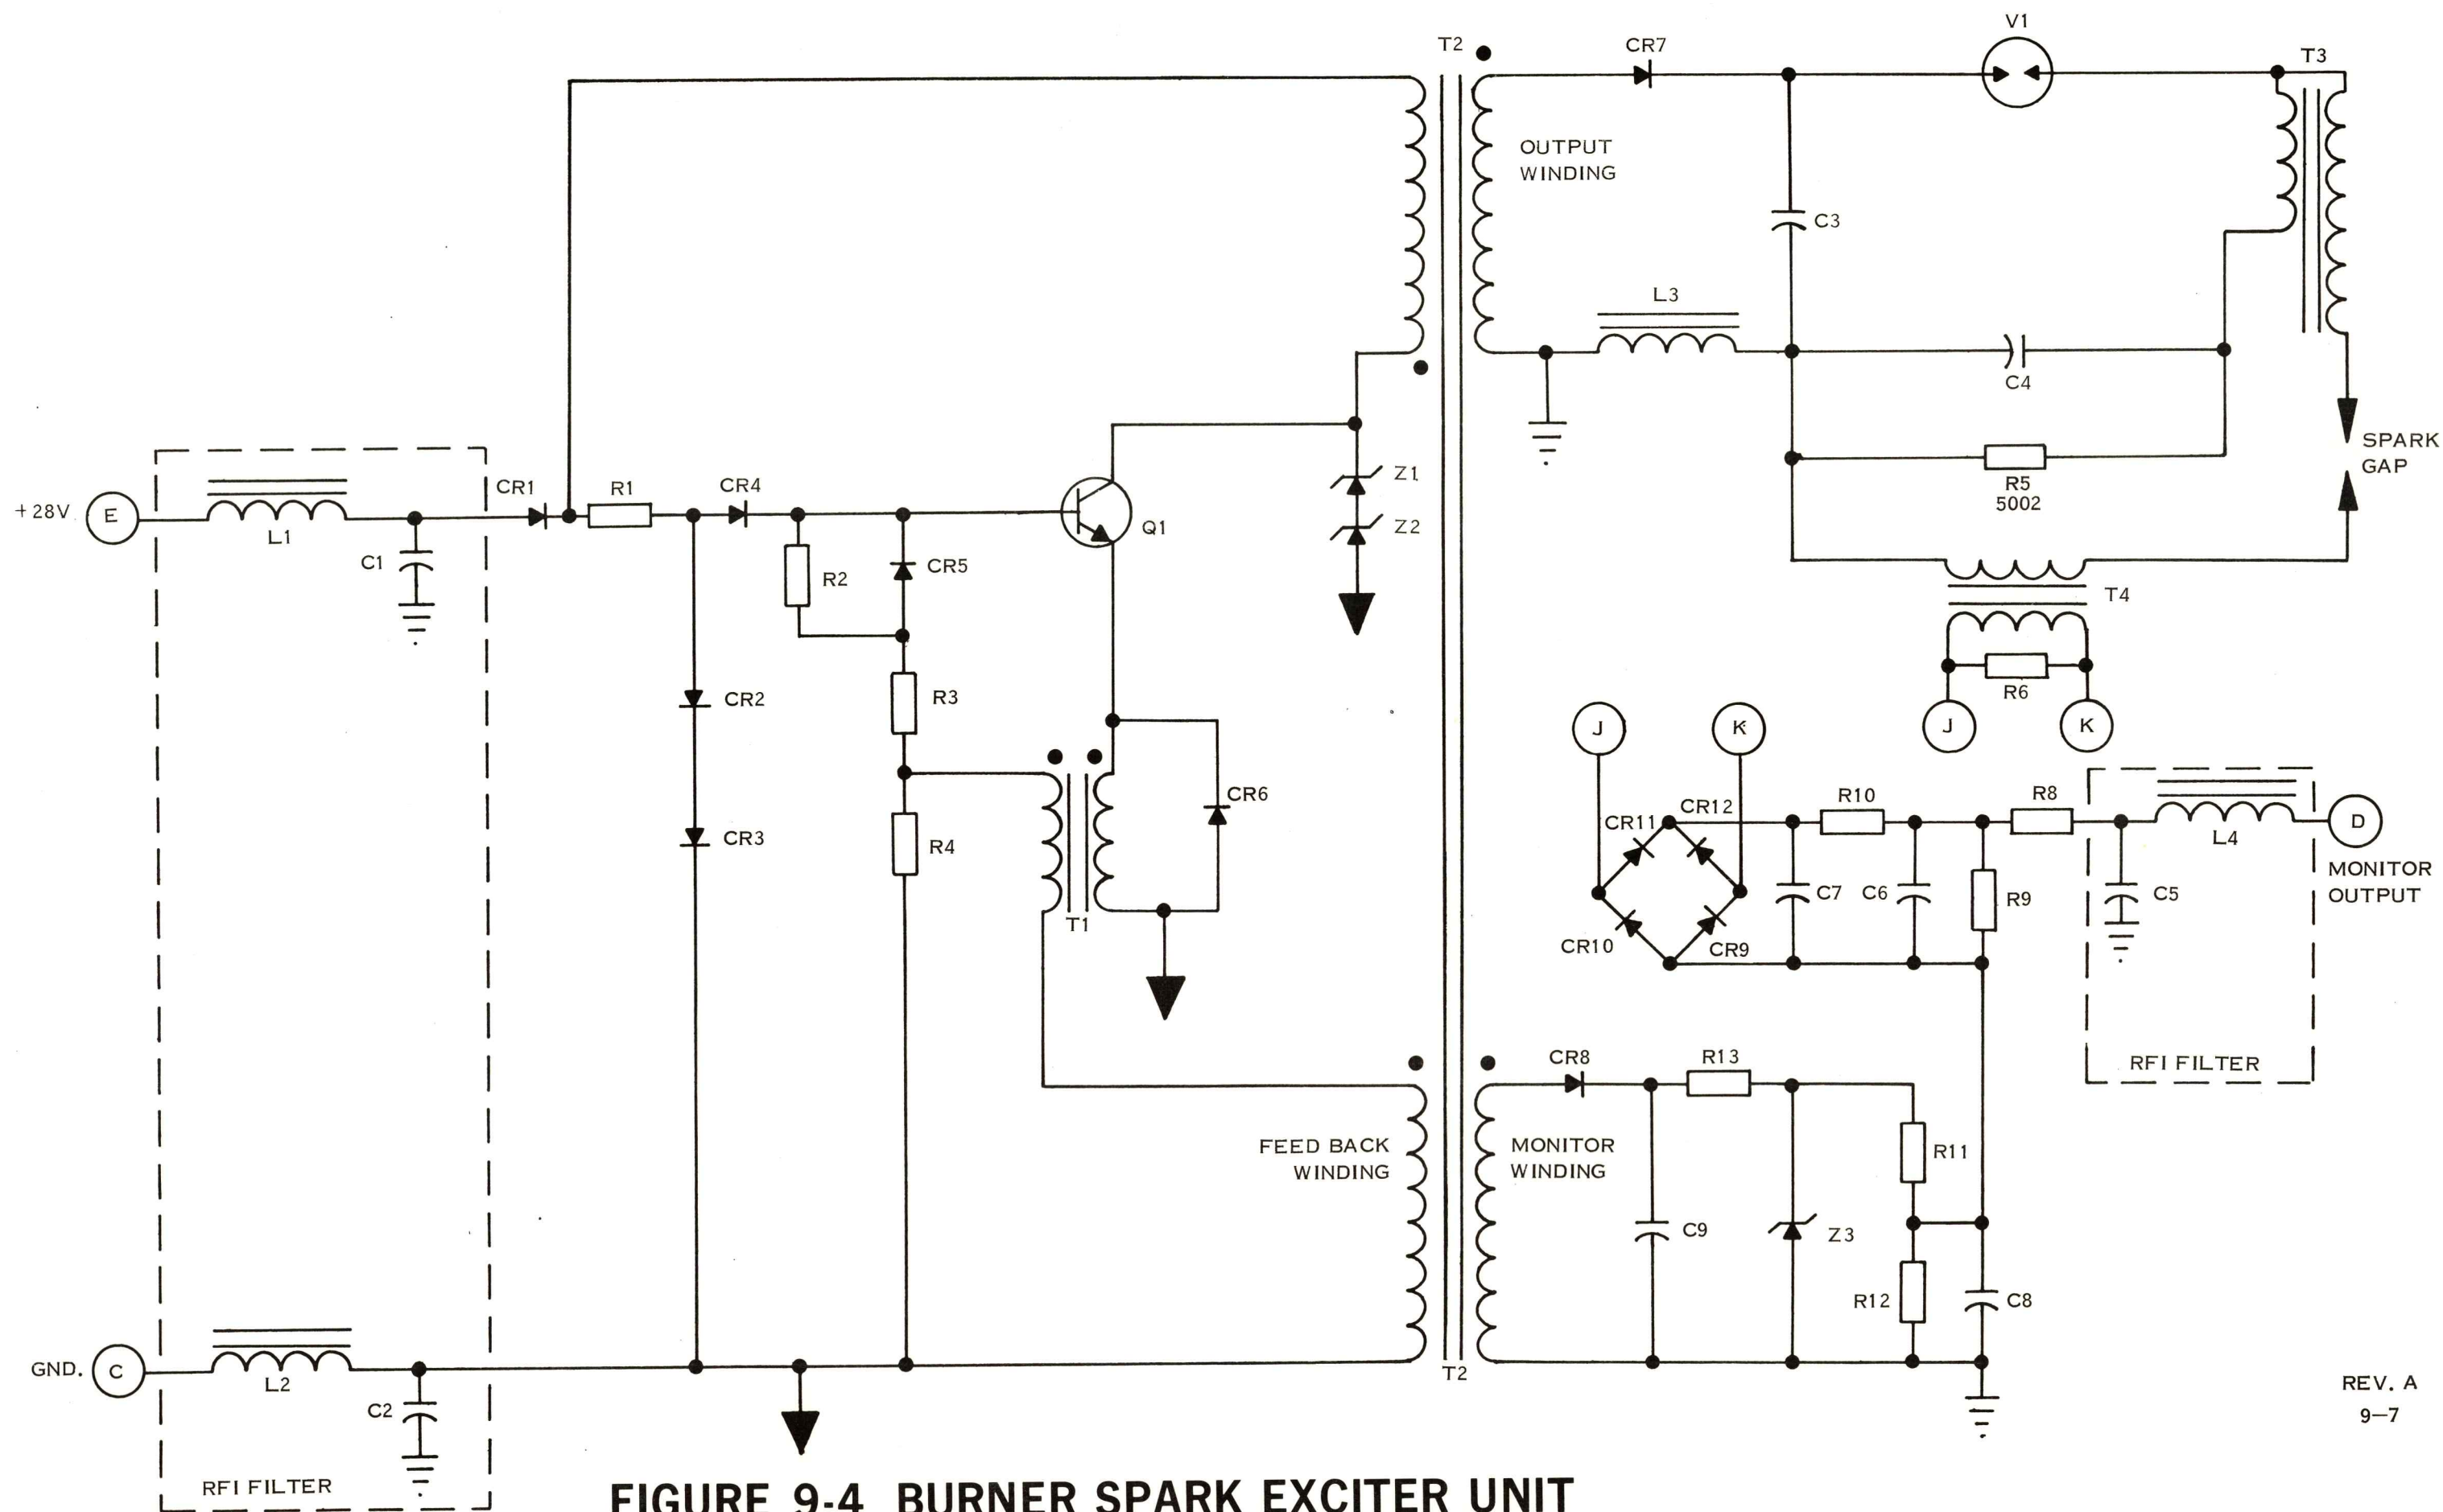 V1
T2
CR7
T3
OUTPUT
WINDING
C3
L3
C4
SPARK
GAP
R5
5002
+28V
E
L1
C1
CR1
R1
CR4
Q1
Z1
Z2
R2
CR5
T4
R6
J
K
CR2
R3
J
K
CR3
R4
T1
CR6
CR11
CR12
R10
R8
L4
D
MONITOR
OUTPUT
C7
C6
R9
C5
CR10
CR9
RFI FILTER
CR8
R13
FEED BACK
WINDING
MONITOR
WINDING
R11
C9
Z3
R12
C8
GND.
C
L2
C2
T2
RFI FILTER
REV. A
9—7
FIGURE 9-4 BURNER SPARK EXCITER UNIT